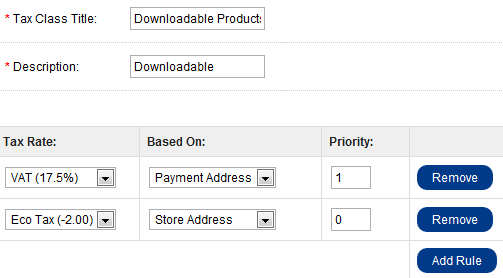 * Tax Class Title: Downloadable Products
* Description: Downloadable
Tax Rate: Based On: Priority:
VAT (17.5%) Payment Address 1 Remove
Eco Tax (-2.00) Store Address 0 Remove
Add Rule